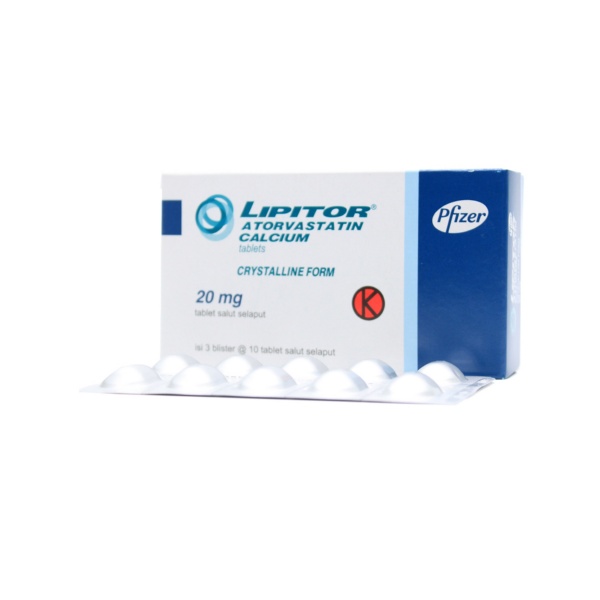 LIPITOR®
ATORVASTATIN
CALCIUM
tablets
CRYSTALLINE FORM
20 mg
tablet salut selaput
isi 3 blister @ 10 tablet salut selaput
K
Pfizer